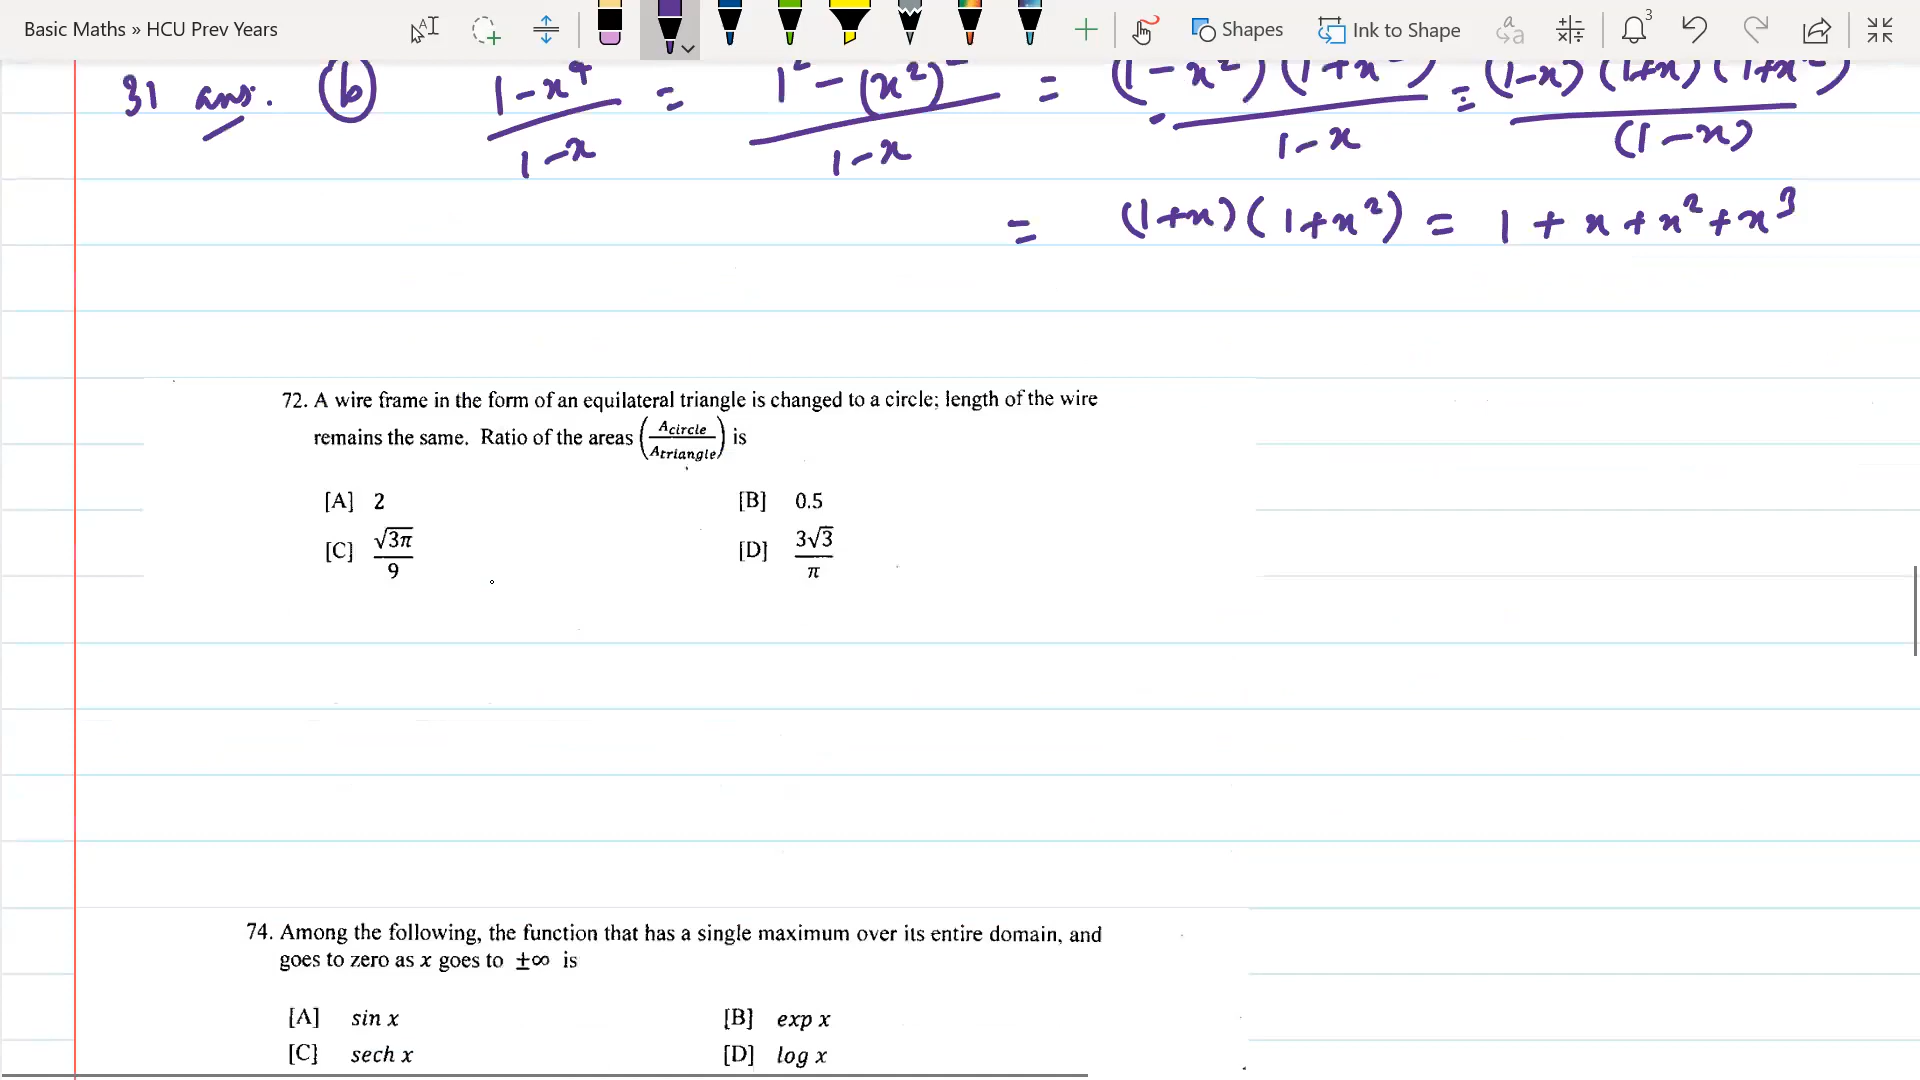 Basic Maths » HCU Prev Years
Shapes
Ink to Shape
3
31 ans. (b) (1-x⁴)/(1-x) = (1² - (x²)²)/(1-x) = (1-x²)(1+x²)/(1-x) = (1-x)(1+x)(1+x²)/(1-x)
= (1+x)(1+x²) = 1 + x + x² + x³
72. A wire frame in the form of an equilateral triangle is changed to a circle; length of the wire
remains the same. Ratio of the areas (Acircle/Atriangle) is
[A] 2 [B] 0.5
[C] √3π/9 [D] 3√3/π
74. Among the following, the function that has a single maximum over its entire domain, and
goes to zero as x goes to ±∞ is
[A] sin x [B] exp x
[C] sech x [D] log x